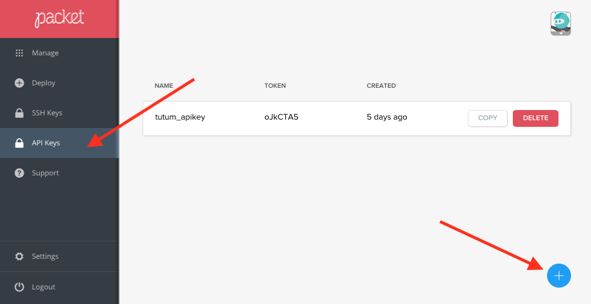 packet
Manage
Deploy
SSH Keys
API Keys
Support
Settings
Logout
NAME TOKEN CREATED
tutum_apikey oJkCTA5 5 days ago COPY DELETE